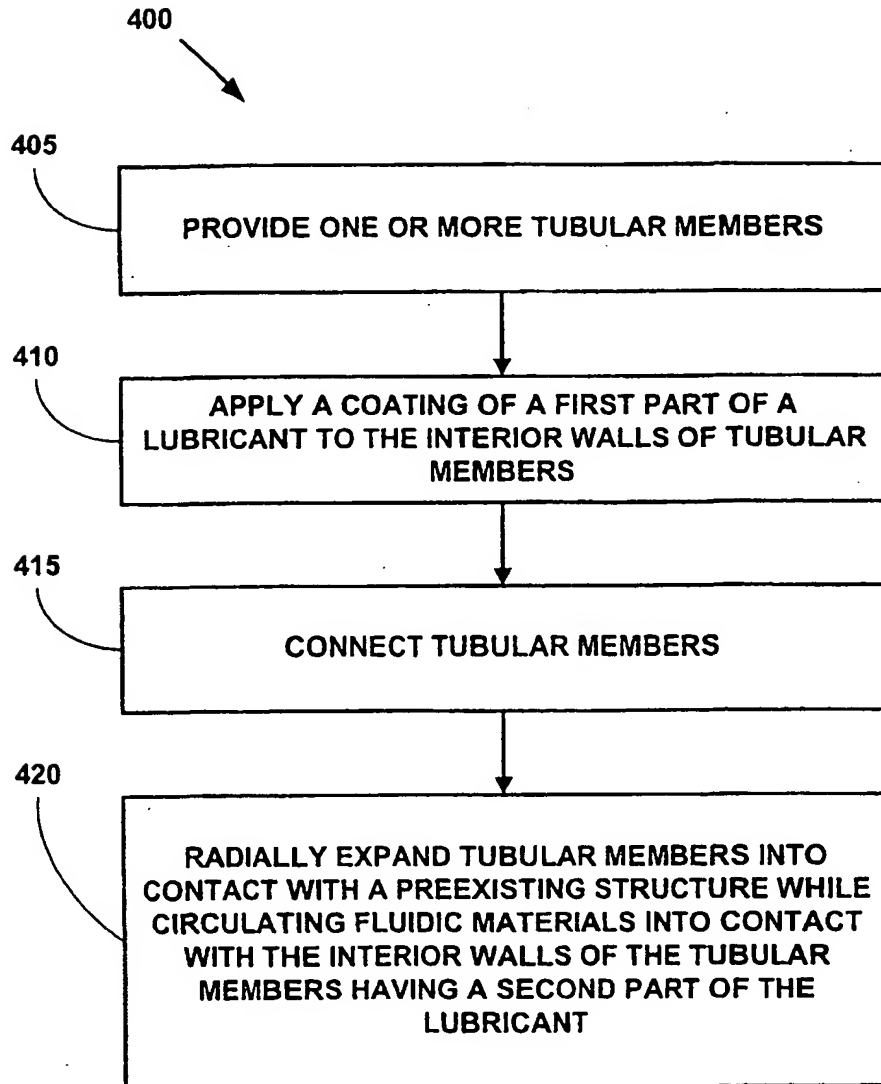 400
405
PROVIDE ONE OR MORE TUBULAR MEMBERS
410
APPLY A COATING OF A FIRST PART OF A
LUBRICANT TO THE INTERIOR WALLS OF TUBULAR
MEMBERS
415
CONNECT TUBULAR MEMBERS
420
RADIALLY EXPAND TUBULAR MEMBERS INTO
CONTACT WITH A PREEXISTING STRUCTURE WHILE
CIRCULATING FLUIDIC MATERIALS INTO CONTACT
WITH THE INTERIOR WALLS OF THE TUBULAR
MEMBERS HAVING A SECOND PART OF THE
LUBRICANT